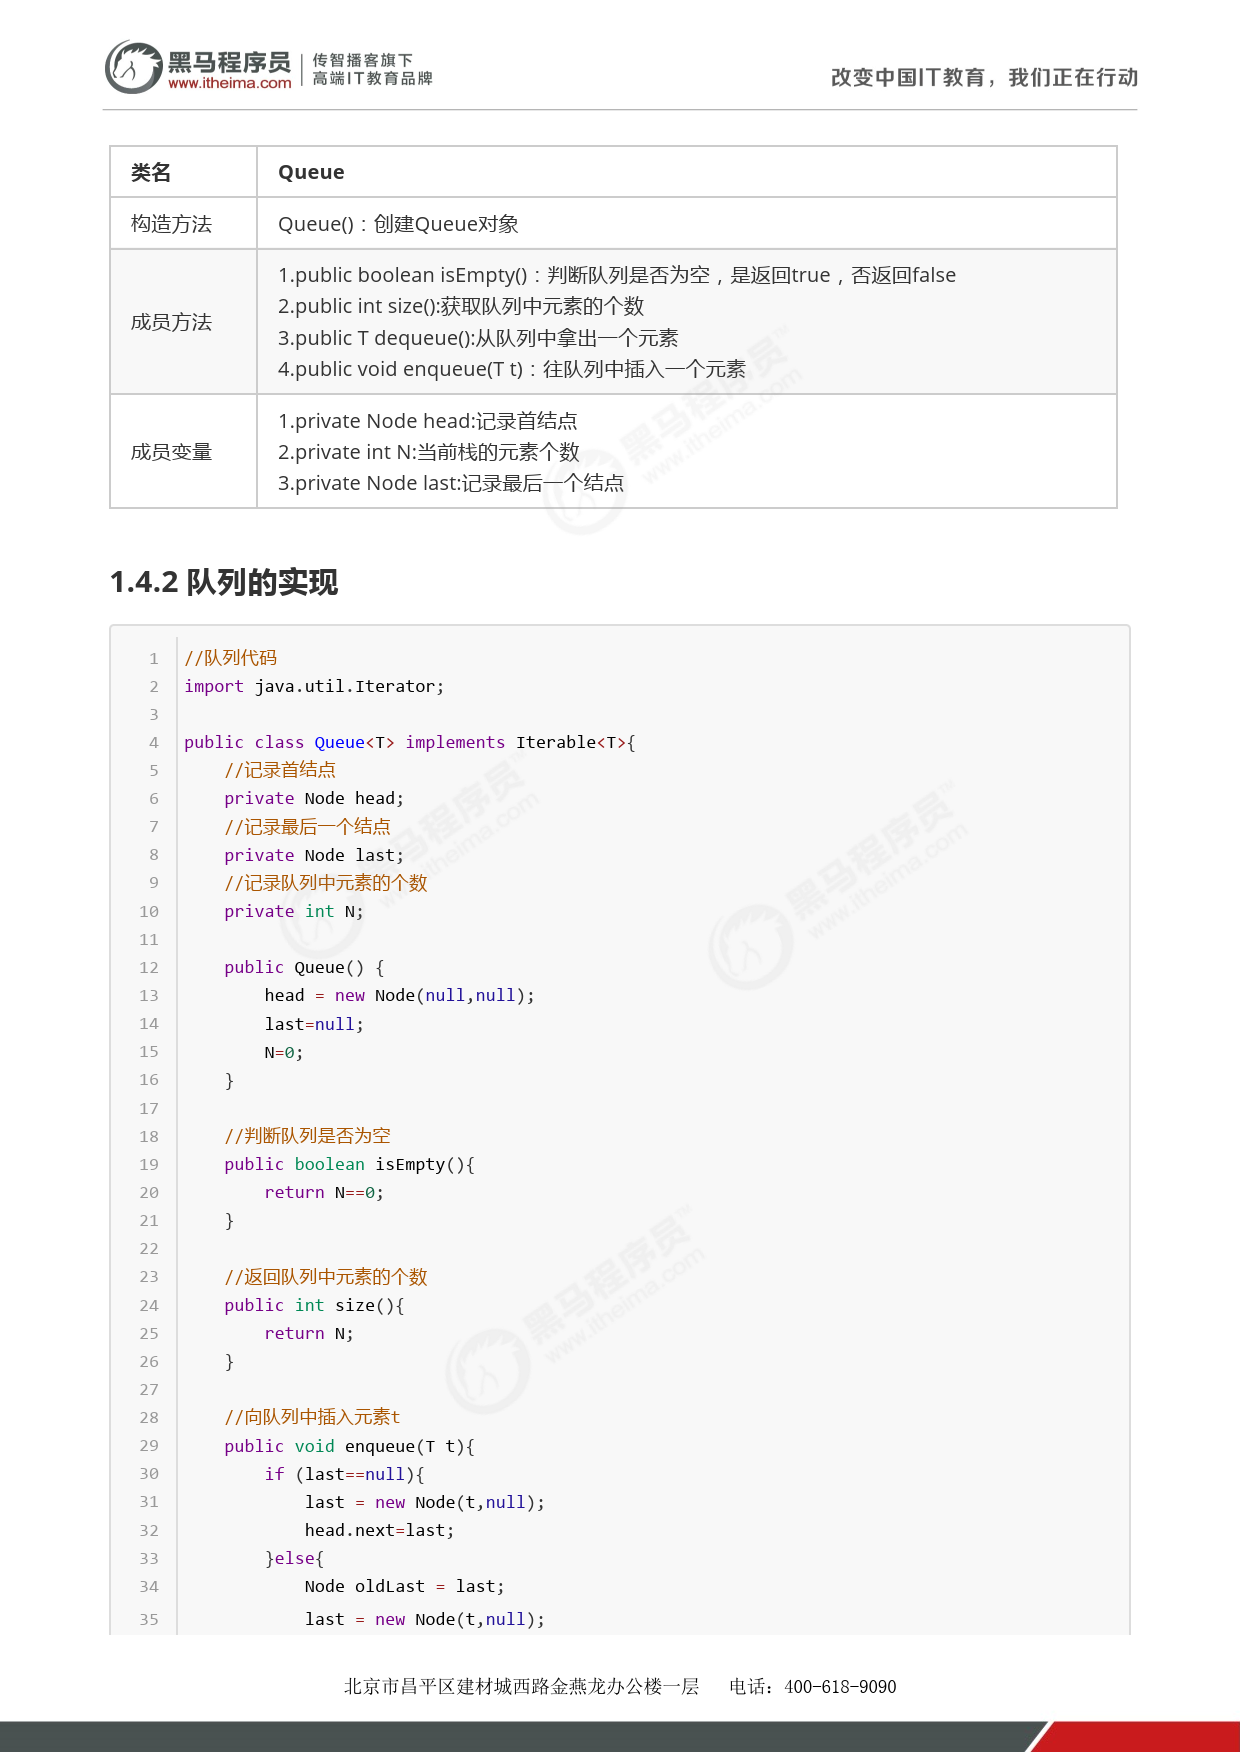 黑马程序员
www.itheima.com
传智播客旗下
高端IT教育品牌
改变中国IT教育，我们正在行动
类名 Queue
构造方法 Queue()：创建Queue对象
成员方法
1.public boolean isEmpty()：判断队列是否为空，是返回true，否返回false
2.public int size():获取队列中元素的个数
3.public T dequeue():从队列中拿出一个元素
4.public void enqueue(T t)：往队列中插入一个元素
成员变量
1.private Node head:记录首结点
2.private int N:当前栈的元素个数
3.private Node last:记录最后一个结点
1.4.2 队列的实现
1 //队列代码
2 import java.util.Iterator;
3
4 public class Queue<T> implements Iterable<T>{
5     //记录首结点
6     private Node head;
7     //记录最后一个结点
8     private Node last;
9     //记录队列中元素的个数
10     private int N;
11
12     public Queue() {
13         head = new Node(null,null);
14         last=null;
15         N=0;
16     }
17
18     //判断队列是否为空
19     public boolean isEmpty(){
20         return N==0;
21     }
22
23     //返回队列中元素的个数
24     public int size(){
25         return N;
26     }
27
28     //向队列中插入元素t
29     public void enqueue(T t){
30         if (last==null){
31             last = new Node(t,null);
32             head.next=last;
33         }else{
34             Node oldLast = last;
35             last = new Node(t,null);
北京市昌平区建材城西路金燕龙办公楼一层 电话：400-618-9090